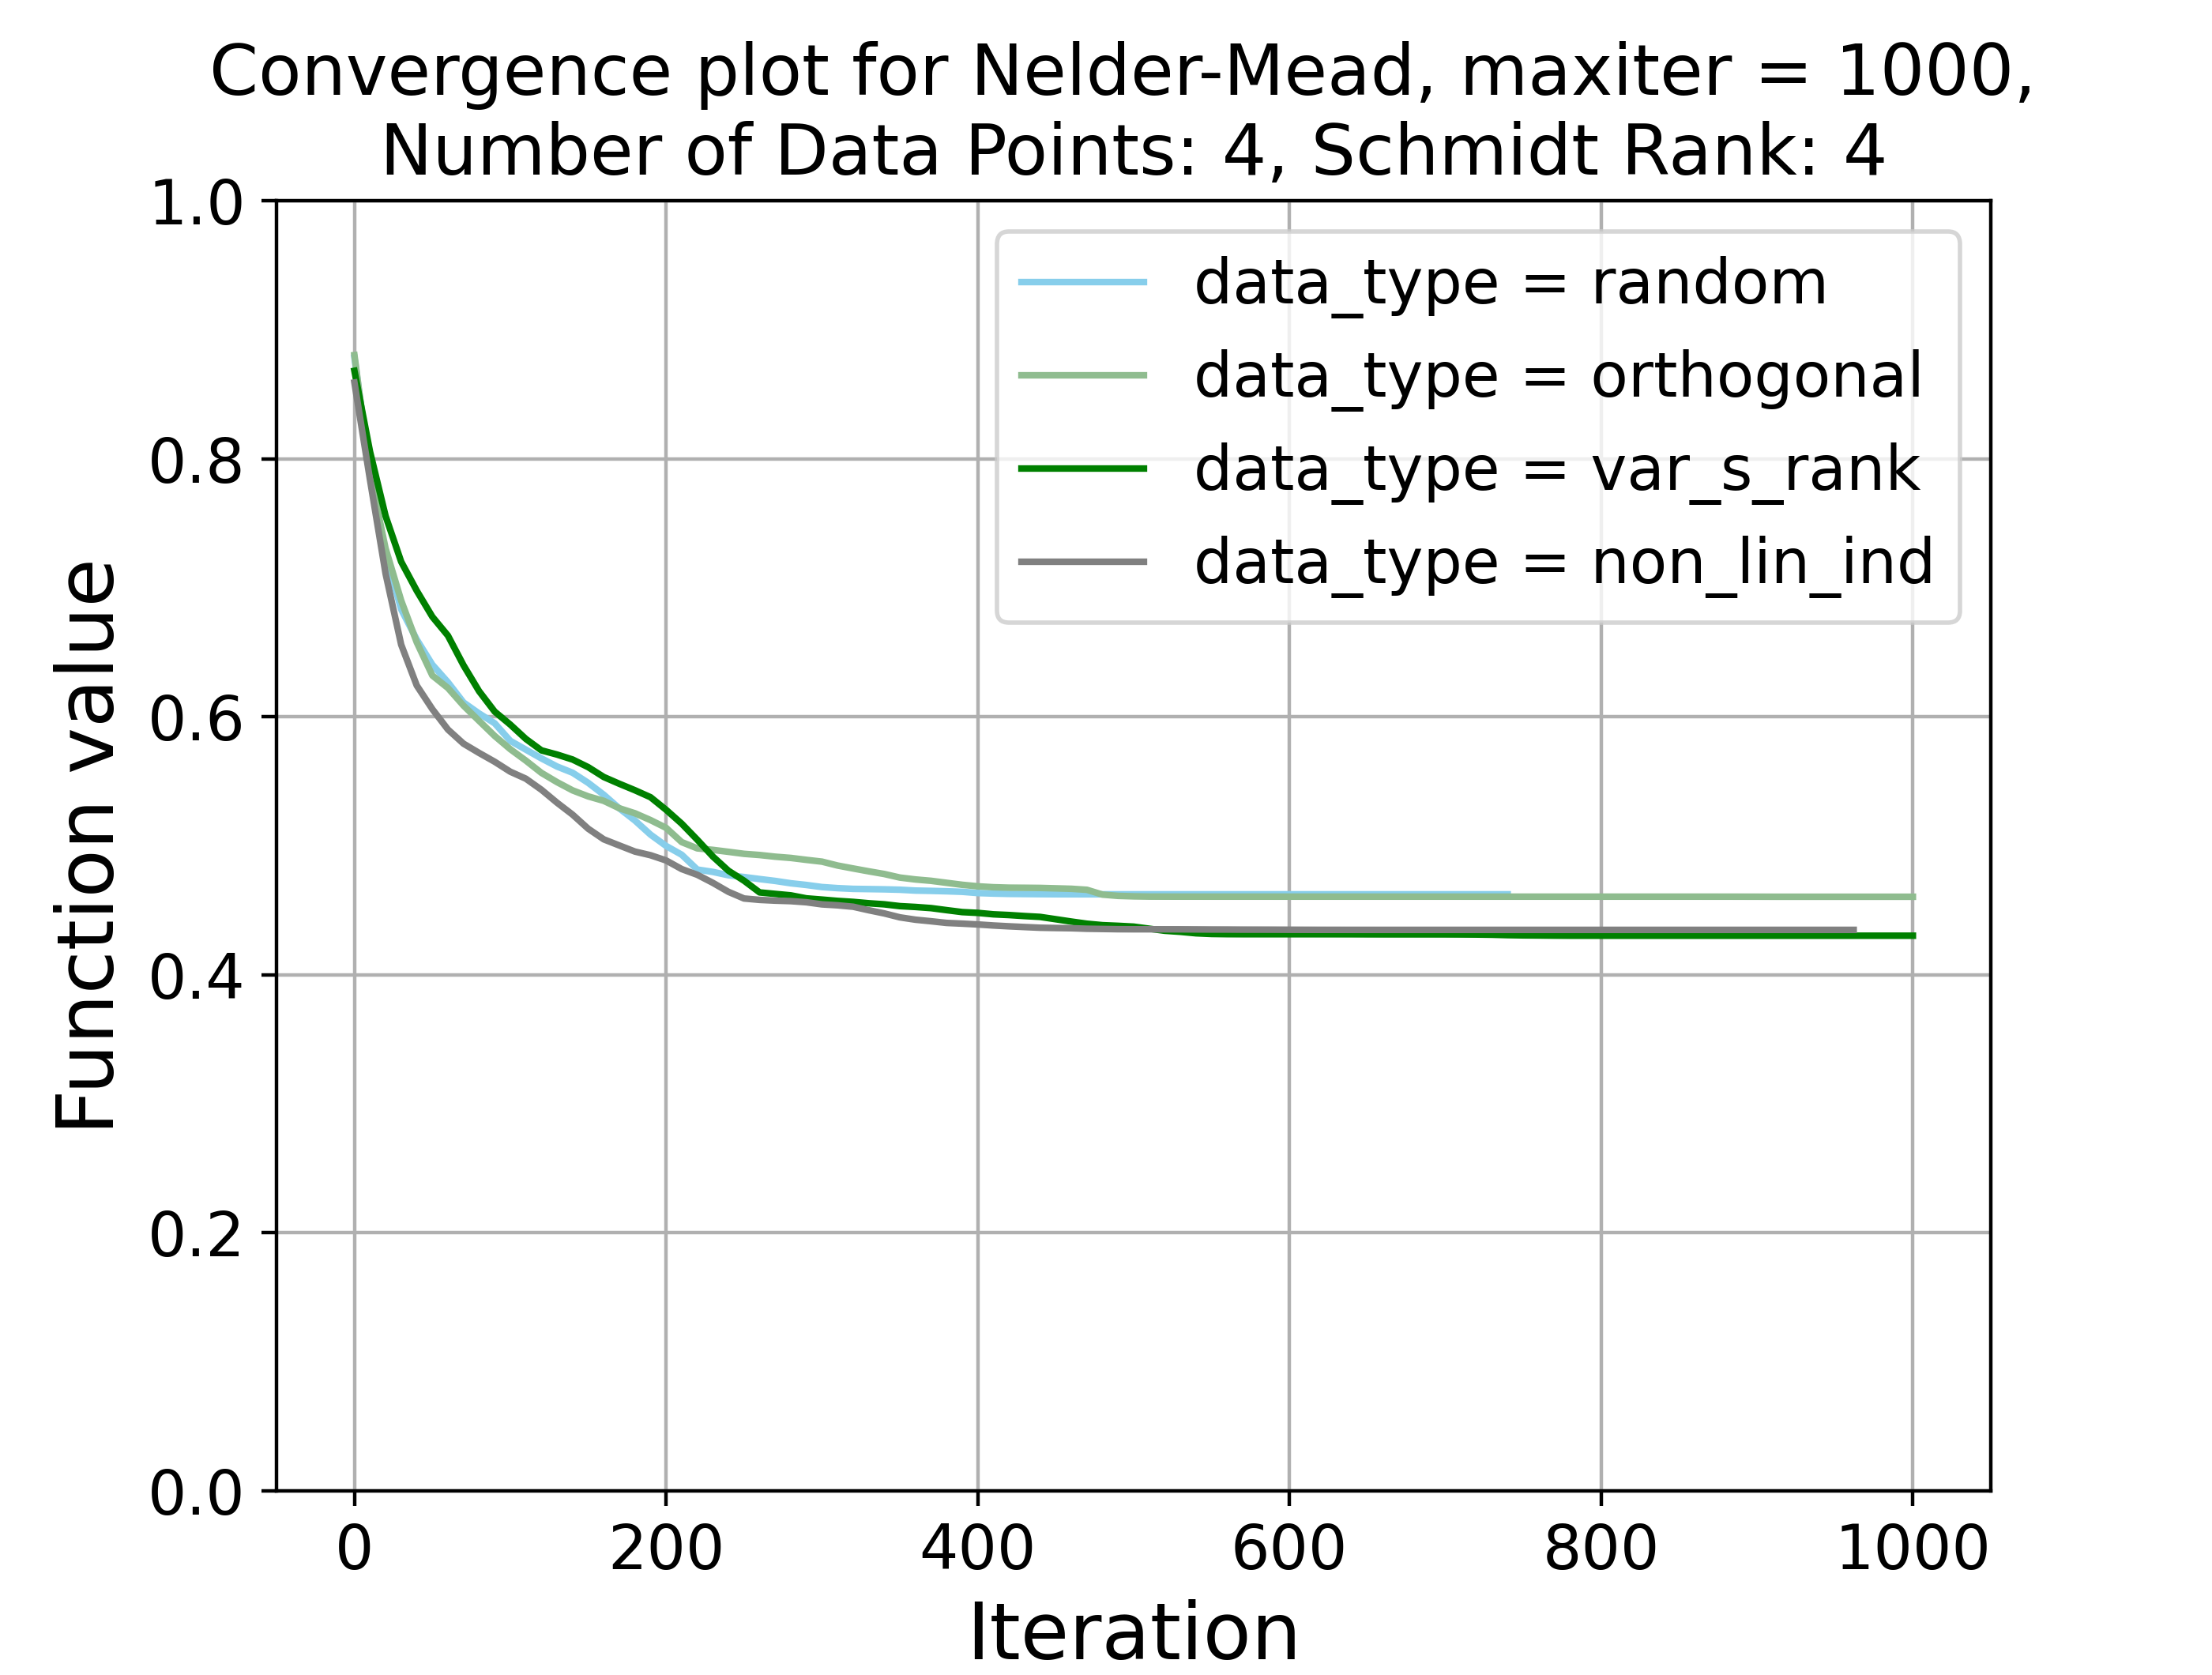 Convergence plot for Nelder-Mead, maxiter = 1000,
Number of Data Points: 4, Schmidt Rank: 4
1.0
0.8
0.6
0.4
0.2
0.0
Function value
data_type = random
data_type = orthogonal
data_type = var_s_rank
data_type = non_lin_ind
0 200 400 600 800 1000
Iteration